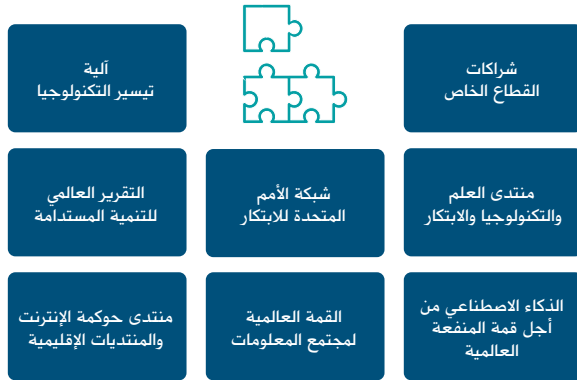 شراكات
القطاع الخاص
آلية
تيسير التكنولوجيا
منتدى العلم
والتكنولوجيا والابتكار
شبكة الأمم
المتحدة للابتكار
التقرير العالمي
للتنمية المستدامة
الذكاء الاصطناعي من
أجل قمة المنفعة
العالمية
القمة العالمية
لمجتمع المعلومات
منتدى حوكمة الإنترنت
والمنتديات الإقليمية